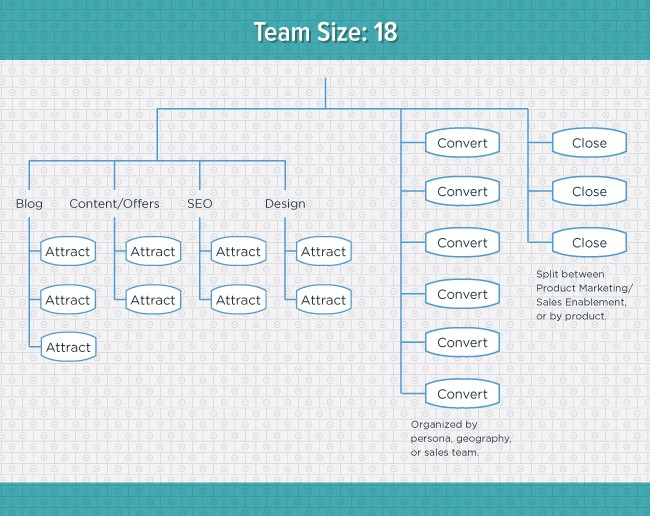 Team Size: 18
Blog
Content/Offers
SEO
Design
Attract
Attract
Attract
Attract
Attract
Attract
Attract
Attract
Attract
Convert
Convert
Convert
Convert
Convert
Convert
Organized by
persona, geography,
or sales team.
Close
Close
Close
Split between
Product Marketing/
Sales Enablement,
or by product.